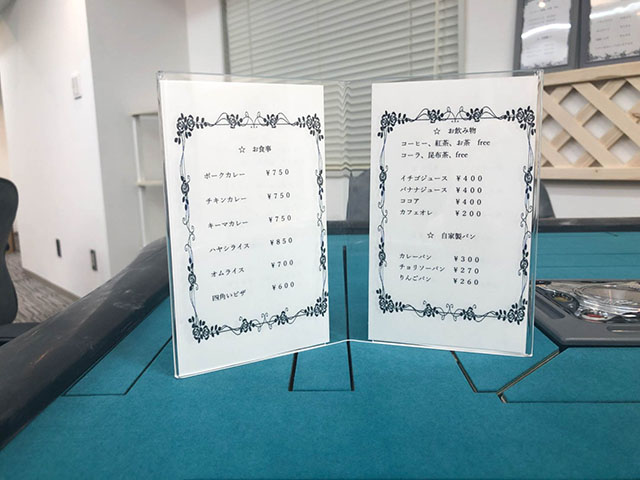 ☆ お食事
ポークカレー ￥750
チキンカレー ￥750
キーマカレー ￥750
ハヤシライス ￥850
オムライス ￥700
四角いピザ ￥600
☆ お飲み物
コーヒー、紅茶、お茶 free
コーラ、昆布茶、free
イチゴジュース ￥400
バナナジュース ￥400
ココア ￥400
カフェオレ ￥200
☆ 自家製パン
カレーパン ￥300
チョリソーパン ￥270
りんごパン ￥260